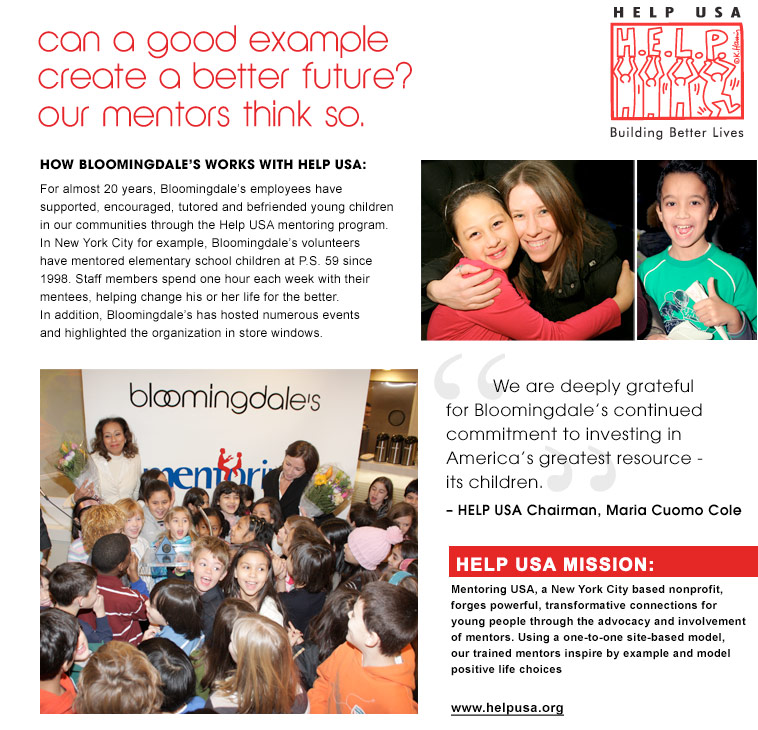 can a good example
create a better future?
our mentors think so.
HELP USA
H.E.L.P.
© K. Haring
Building Better Lives
HOW BLOOMINGDALE'S WORKS WITH HELP USA:
For almost 20 years, Bloomingdale's employees have
supported, encouraged, tutored and befriended young children
in our communities through the Help USA mentoring program.
In New York City for example, Bloomingdale's volunteers
have mentored elementary school children at P.S. 59 since
1998. Staff members spend one hour each week with their
mentees, helping change his or her life for the better.
In addition, Bloomingdale's has hosted numerous events
and highlighted the organization in store windows.
bloomingdale's
mentorin
“ We are deeply grateful
for Bloomingdale's continued
commitment to investing in
America's greatest resource -
its children. ”
– HELP USA Chairman, Maria Cuomo Cole
HELP USA MISSION:
Mentoring USA, a New York City based nonprofit,
forges powerful, transformative connections for
young people through the advocacy and involvement
of mentors. Using a one-to-one site-based model,
our trained mentors inspire by example and model
positive life choices
www.helpusa.org